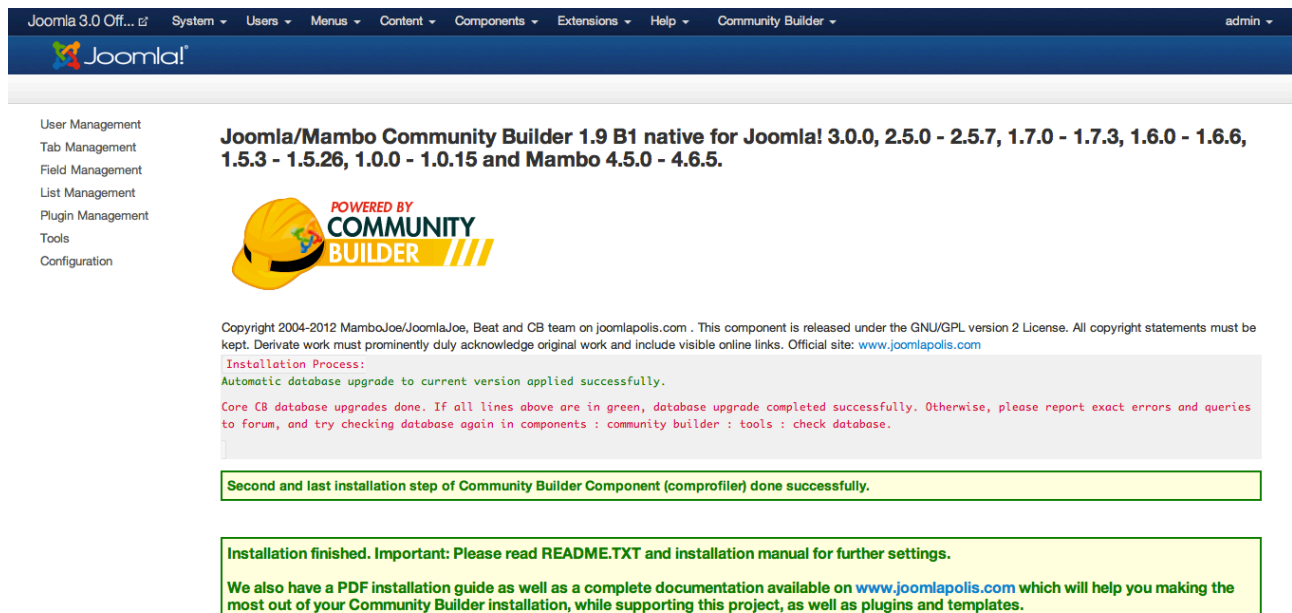 Joomla 3.0 Off... System Users Menus Content Components Extensions Help Community Builder admin
Joomla!
User Management
Tab Management
Field Management
List Management
Plugin Management
Tools
Configuration
Joomla/Mambo Community Builder 1.9 B1 native for Joomla! 3.0.0, 2.5.0 - 2.5.7, 1.7.0 - 1.7.3, 1.6.0 - 1.6.6,
1.5.3 - 1.5.26, 1.0.0 - 1.0.15 and Mambo 4.5.0 - 4.6.5.
POWERED BY
COMMUNITY
BUILDER
Copyright 2004-2012 MamboJoe/JoomlaJoe, Beat and CB team on joomlapolis.com . This component is released under the GNU/GPL version 2 License. All copyright statements must be
kept. Derivate work must prominently duly acknowledge original work and include visible online links. Official site: www.joomlapolis.com
Installation Process:
Automatic database upgrade to current version applied successfully.
Core CB database upgrades done. If all lines above are in green, database upgrade completed successfully. Otherwise, please report exact errors and queries
to forum, and try checking database again in components : community builder : tools : check database.
Second and last installation step of Community Builder Component (comprofiler) done successfully.
Installation finished. Important: Please read README.TXT and installation manual for further settings.
We also have a PDF installation guide as well as a complete documentation available on www.joomlapolis.com which will help you making the
most out of your Community Builder installation, while supporting this project, as well as plugins and templates.